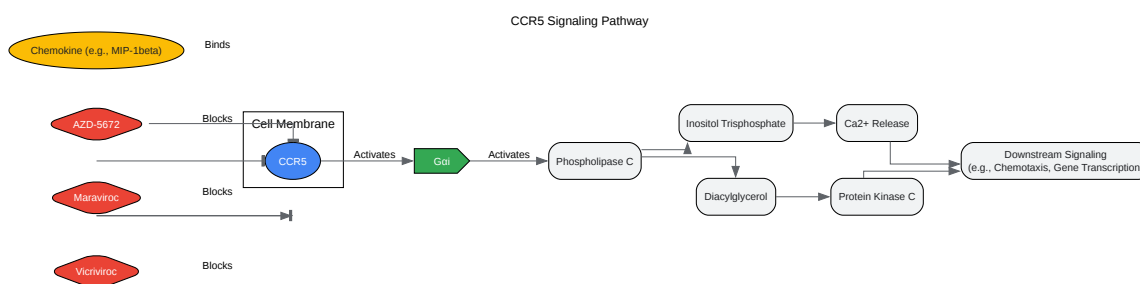 CCR5 Signaling Pathway
Chemokine (e.g., MIP-1beta)
Binds
AZD-5672
Blocks
Cell Membrane
CCR5
Activates
Gαi
Activates
Phospholipase C
Inositol Trisphosphate
Ca2+ Release
Diacylglycerol
Protein Kinase C
Downstream Signaling
(e.g., Chemotaxis, Gene Transcription
Maraviroc
Blocks
Vicriviroc
Blocks